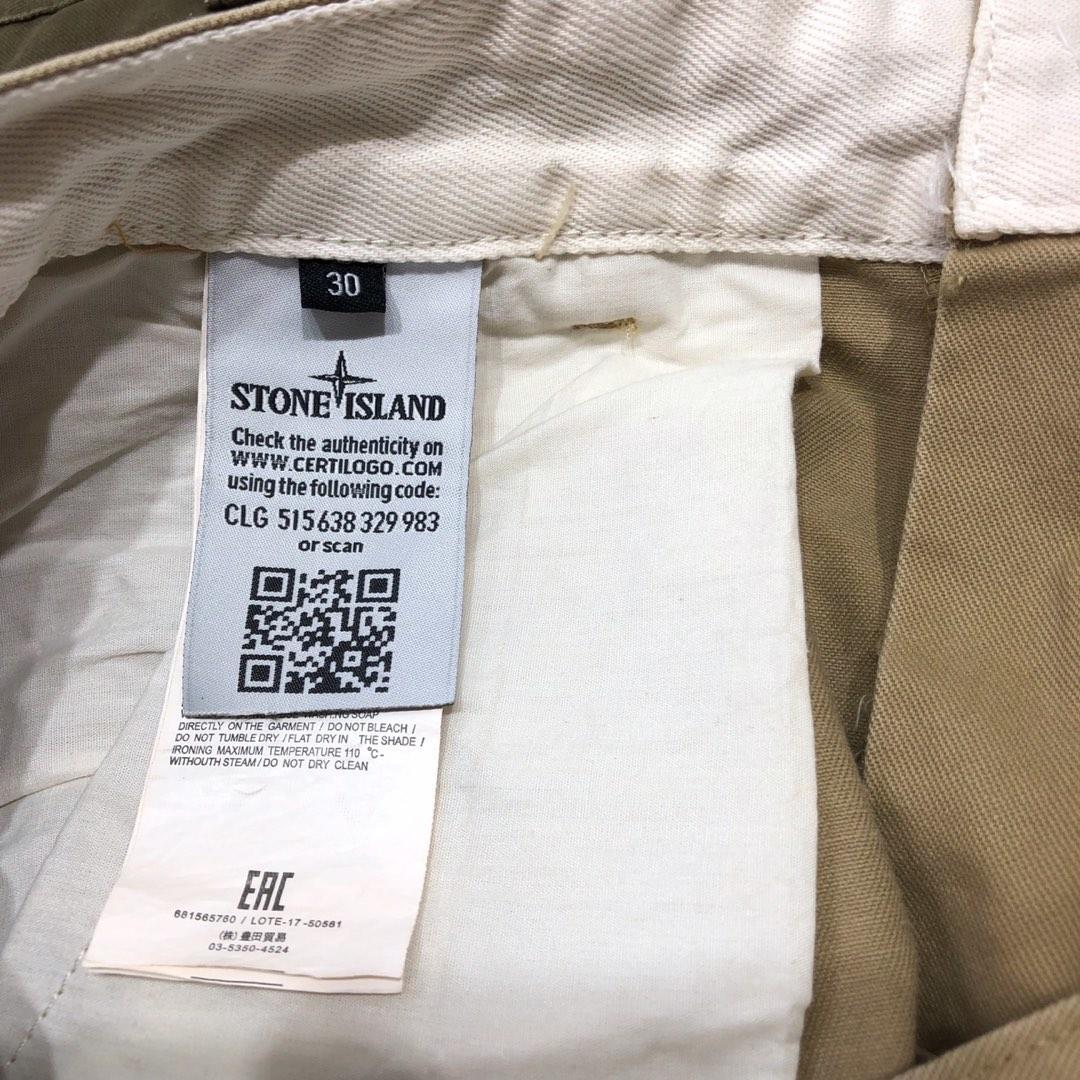 30
STONE ISLAND
Check the authenticity on
WWW.CERTILOGO.COM
using the following code:
CLG 515638 329 983
or scan
WASHING SOAP
DIRECTLY ON THE GARMENT / DO NOT BLEACH /
DO NOT TUMBLE DRY / FLAT DRY IN THE SHADE /
IRONING MAXIMUM TEMPERATURE 110 °C-
WITHOUTH STEAM / DO NOT DRY CLEAN
EAC
681565760 / LOTE-17-50561
(株) 豊田貿易
03-5350-4524